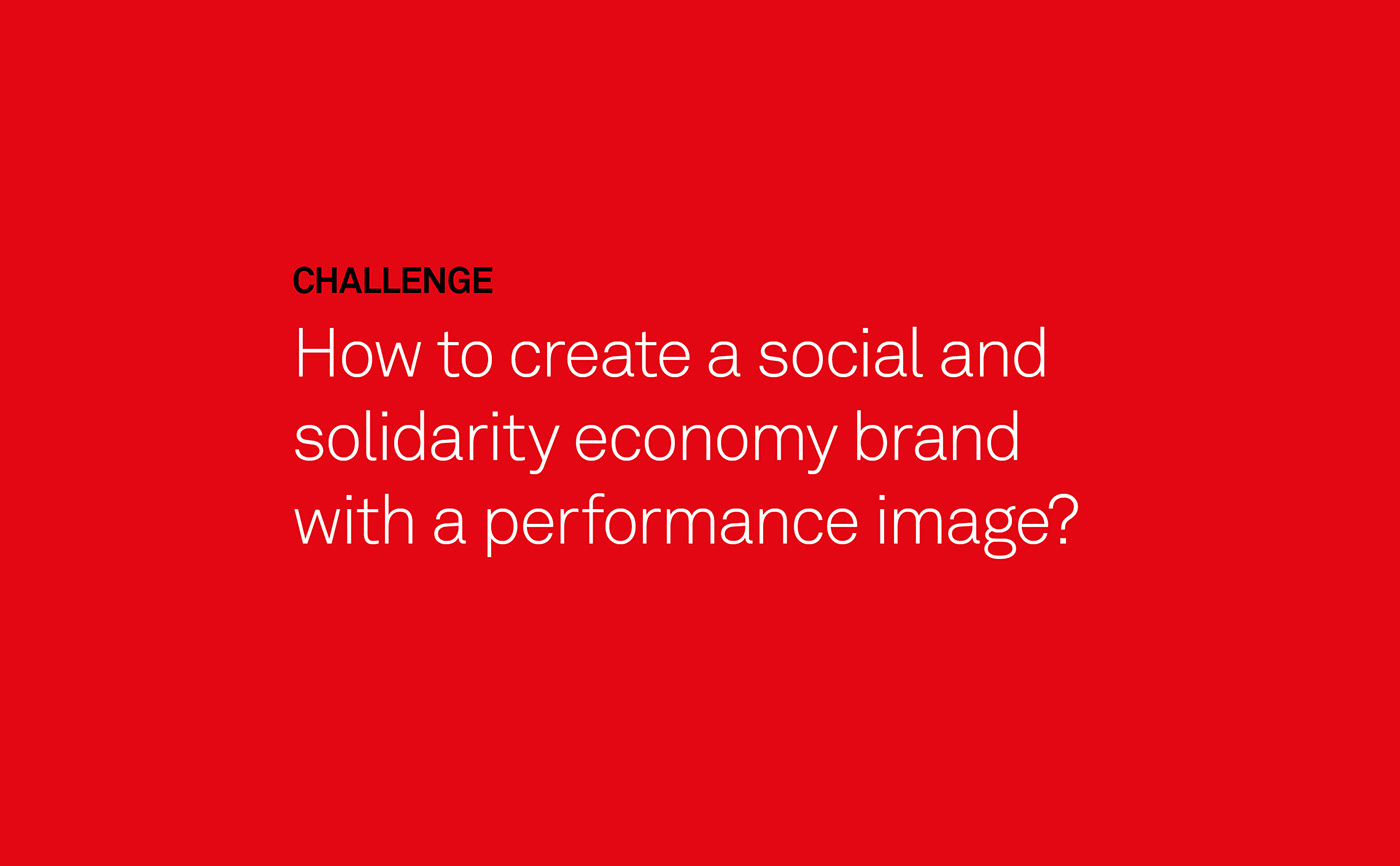 CHALLENGE
How to create a social and
solidarity economy brand
with a performance image?